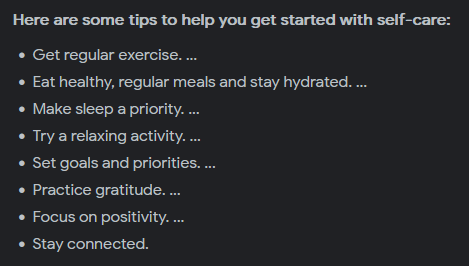 Here are some tips to help you get started with self-care:
• Get regular exercise. ...
• Eat healthy, regular meals and stay hydrated. ...
• Make sleep a priority. ...
• Try a relaxing activity. ...
• Set goals and priorities. ...
• Practice gratitude. ...
• Focus on positivity. ...
• Stay connected.